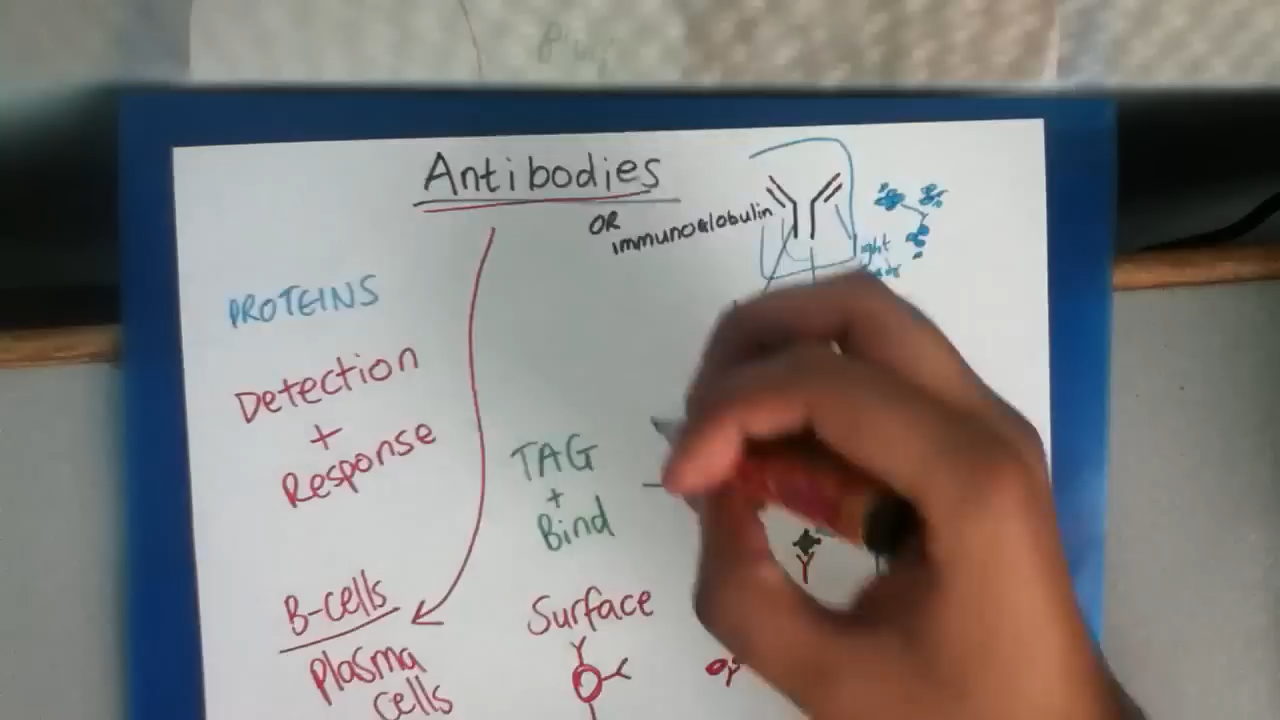 Antibodies
OR
immunoglobulin
PROTEINS
Detection
+
Response
TAG
+
Bind
B-cells
Plasma
cells
Surface